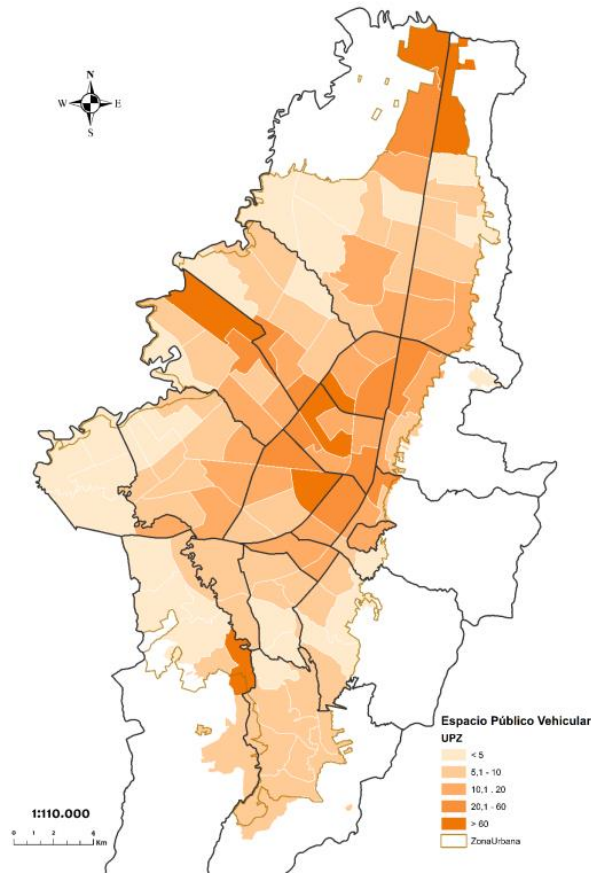 N
W E
S
Espacio Público Vehicular
UPZ
< 5
5,1 - 10
10,1 . 20
20,1 - 60
> 60
ZonaUrbana
1:110.000
0 1 2 4 6
Km